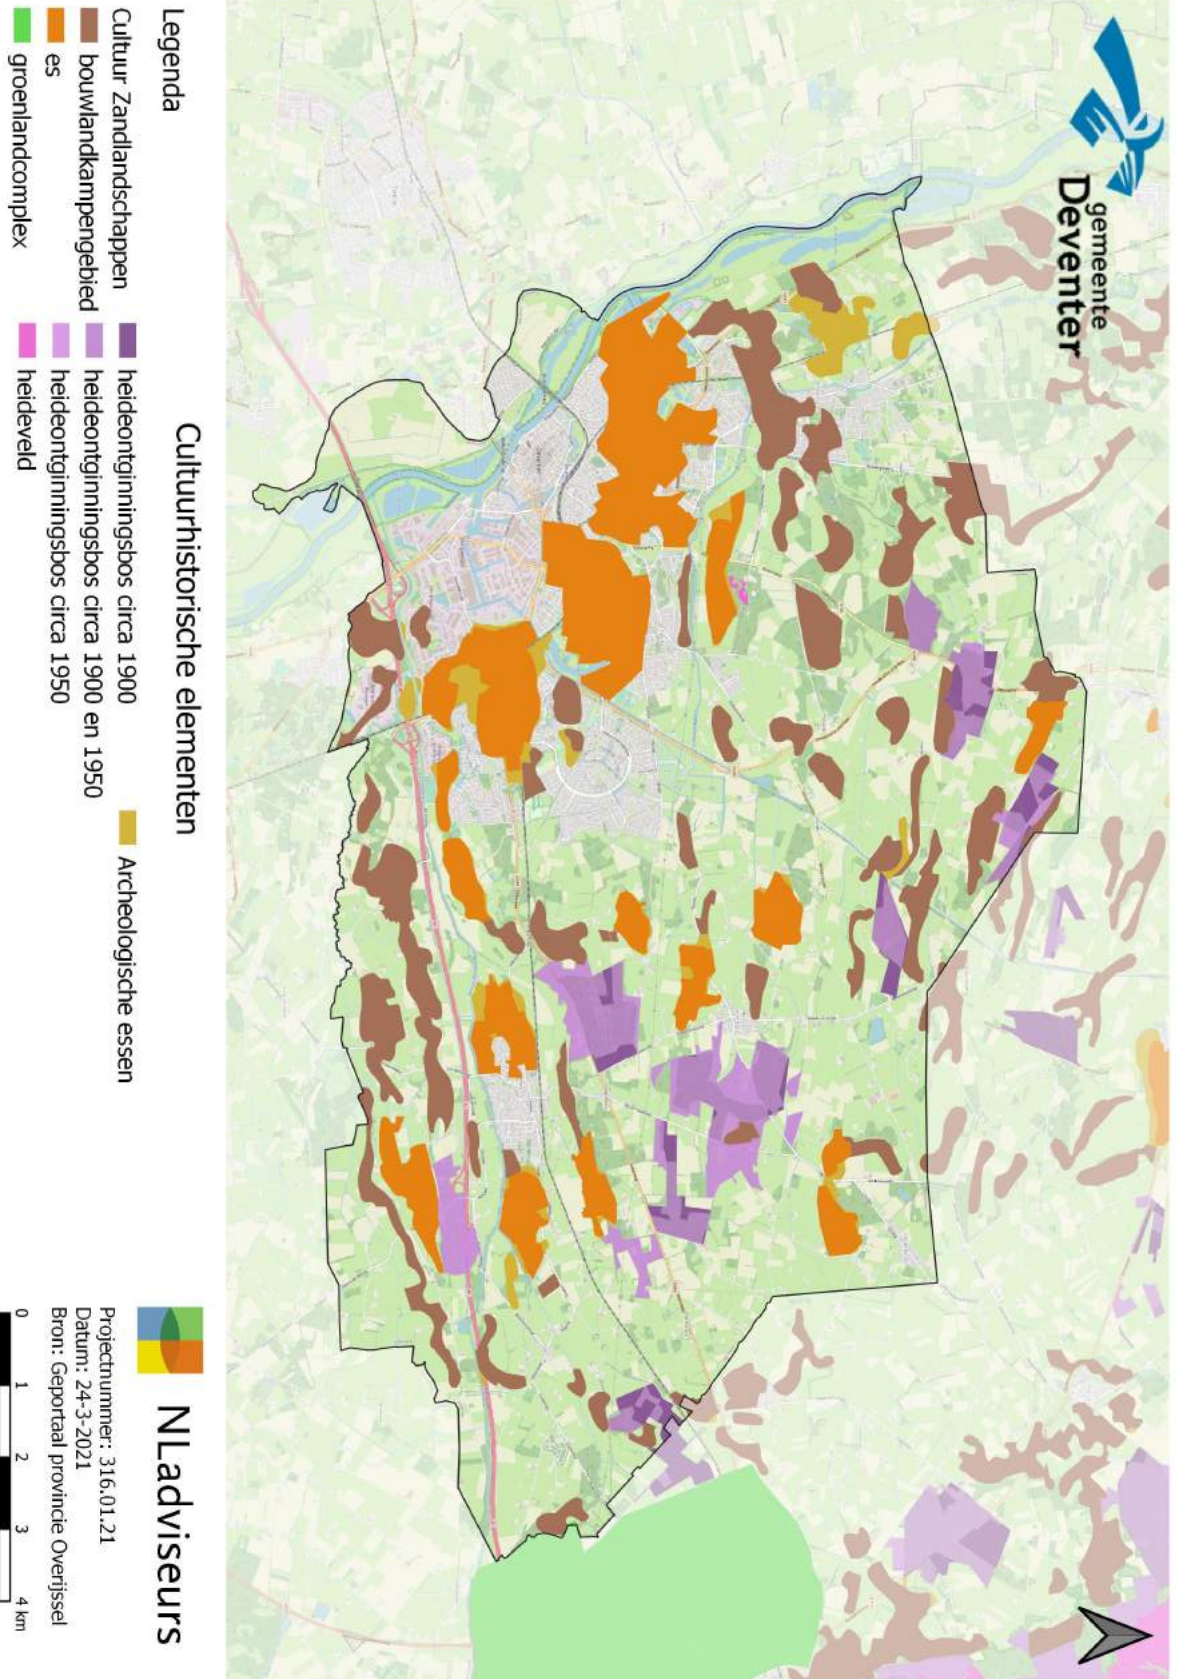 gemeente
Deventer
Cultuurhistorische elementen
Legenda
Cultuur Zandlandschappen
bouwlandkampengebied
es
groenlandcomplex
heideontginningsbos circa 1900
heideontginningsbos circa 1900 en 1950
heideontginningsbos circa 1950
heideveld
Archeologische essen
NLadviseurs
Projectnummer: 316.01.21
Datum: 24-3-2021
Bron: Geportaal provincie Overijssel
0 1 2 3 4 km